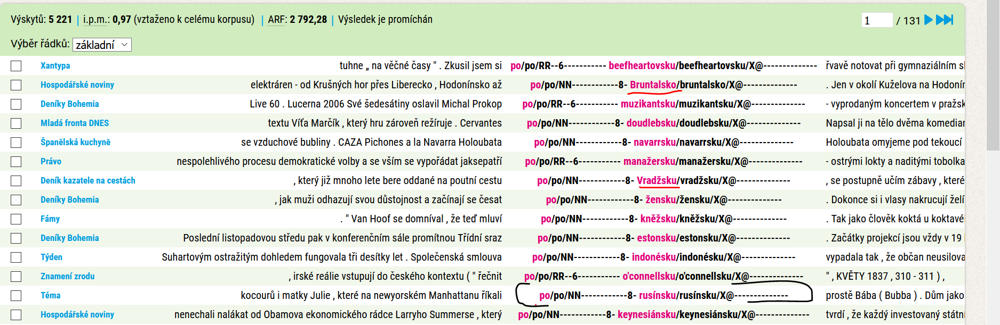 Výskytů: 5 221 | i.p.m.: 0,97 (vztaženo k celému korpusu) | ARF: 2 792,28 | Výsledek je promíchán 1 / 131
Výběr řádků: základní
Xantypa tuhne „ na věčné časy " . Zkusil jsem si po/po/RR--6----------- beefheartovsku/beefheartovsku/X@-------------- řvavě notovat při gymnaziálním
Hospodářské noviny elektráren - od Krušných hor přes Liberecko , Hodonínsko až po/po/NN------------8- Bruntalsko/bruntalsko/X@-------------- . Jen v okolí Kuželova na
Deníky Bohemia Live 60 . Lucerna 2006 Své šedesátiny oslavil Michal Prokop po/po/RR--6----------- muzikantsku/muzikantsku/X@-------------- - vyprodaným koncertem v
Mladá fronta DNES textu Víťa Marčík , který hru zároveň režíruje . Cervantes po/po/NN------------8- doudlebsku/doudlebsku/X@-------------- Napsal ji na tělo dvěma
Španělská kuchyně se vzduchové bubliny . CAZA Pichones a la Navarra Holoubata po/po/NN------------8- navarrsku/navarrsku/X@-------------- Holoubata omyjeme pod tekoucí
Právo nespolehlivého procesu demokratické volby a se vším se vypořádat jaksepatří po/po/RR--6----------- manažersku/manažersku/X@-------------- - ostrými lokty a naditými tobolka
Deník kazatele na cestách , který již mnoho lete bere oddané na poutní cestu po/po/NN------------8- Vradžsku/vradžsku/X@-------------- , se postupně učím zábavy , které
Deníky Bohemia , jak muži odhazují svou důstojnost a začínají se česat po/po/NN------------8- žensku/žensku/X@-------------- . Dokonce si i vlasy nakrucují
Fámy . " Van Hoof se domníval , že teď mluví po/po/NN------------8- kněžsku/kněžsku/X@-------------- . Tak jako člověk koktá u
Deníky Bohemia Poslední listopadovou středu pak v konferenčním sále promítnou Třídní sraz po/po/NN------------8- estonsku/estonsku/X@-------------- . Začátky projekcí jsou vždy v 19
Týden Suhartovým ostražitým dohledem fungovala tři desítky let . Společenská smlouva po/po/NN------------8- indonésku/indonésku/X@-------------- vypadala tak , že občan neusilova
Znamení zrodu , irské reálie vstupují do českého kontextu ( " řečnit po/po/RR--6----------- o'connellsku/o'connellsku/X@-------------- " , KVĚTY 1837 , 310 - 311 ) ,
Téma kocourů i matky Julie , které na newyorském Manhattanu říkali po/po/NN------------8- rusínsku/rusínsku/X@-------------- prostě Bába ( Bubba ) . Dům jako
Hospodářské noviny nenechali nalákat od Obamova ekonomického rádce Larryho Summerse , který po/po/NN------------8- keynesiánsku/keynesiánsku/X@-------------- tvrdí , že každý investovaný státn